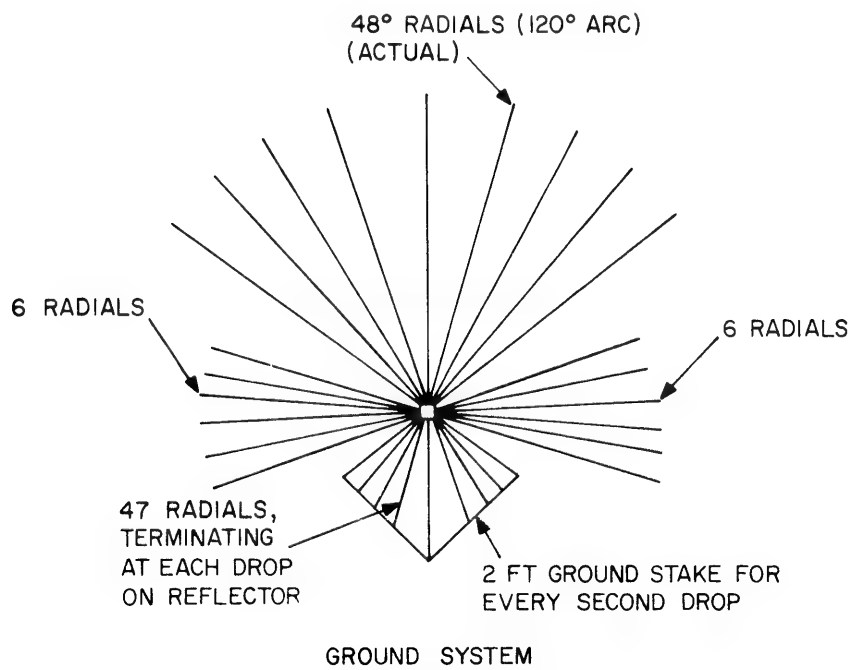 48° RADIALS (120° ARC)
(ACTUAL)
6 RADIALS
6 RADIALS
47 RADIALS,
TERMINATING
AT EACH DROP
ON REFLECTOR
2 FT GROUND STAKE FOR
EVERY SECOND DROP
GROUND SYSTEM